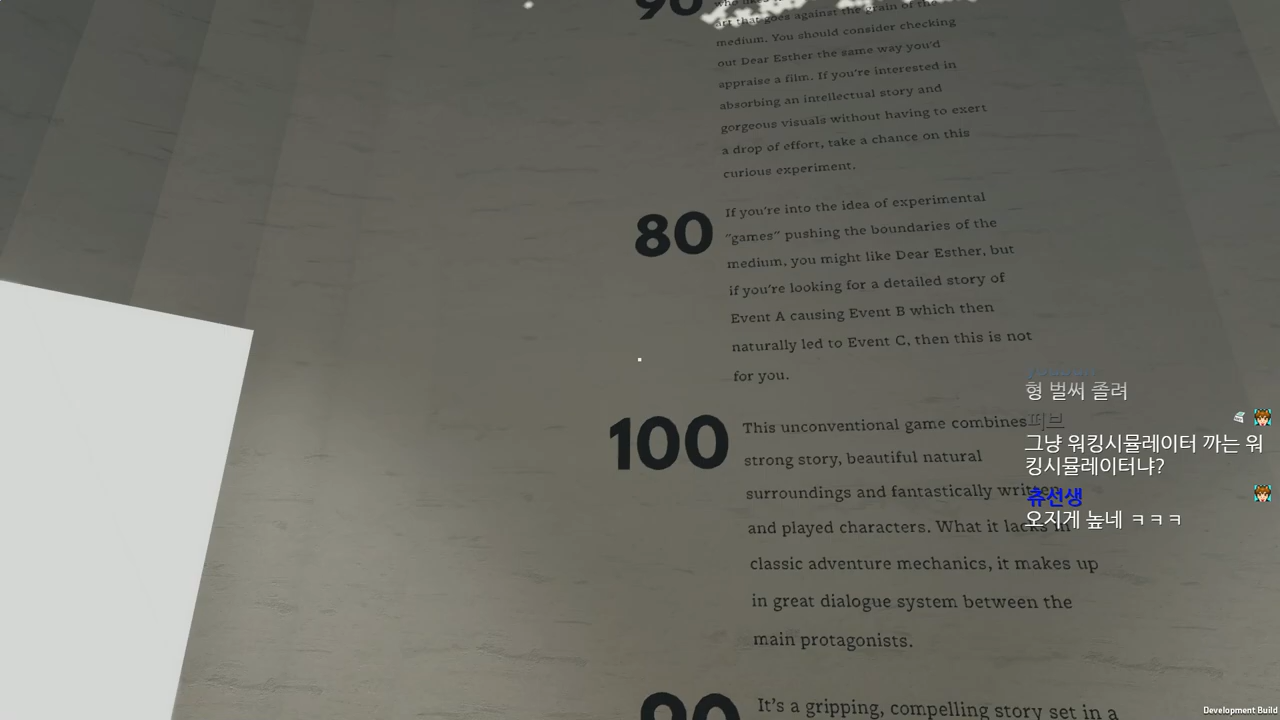 90
art that goes against the grain of the
medium. You should consider checking
out Dear Esther the same way you'd
appraise a film. If you're interested in
absorbing an intellectual story and
gorgeous visuals without having to exert
a drop of effort, take a chance on this
curious experiment.
80
If you're into the idea of experimental
"games" pushing the boundaries of the
medium, you might like Dear Esther, but
if you're looking for a detailed story of
Event A causing Event B which then
naturally led to Event C, then this is not
for you.
100
This unconventional game combines
strong story, beautiful natural
surroundings and fantastically written
and played characters. What it lacks in
classic adventure mechanics, it makes up
in great dialogue system between the
main protagonists.
90
It's a gripping, compelling story set in a
형 벌써 졸려
떠브
그냥 워킹시뮬레이터 까는 워
킹시뮬레이터냐?
츄선생
오지게 높네 ㅋㅋㅋ
Development Build